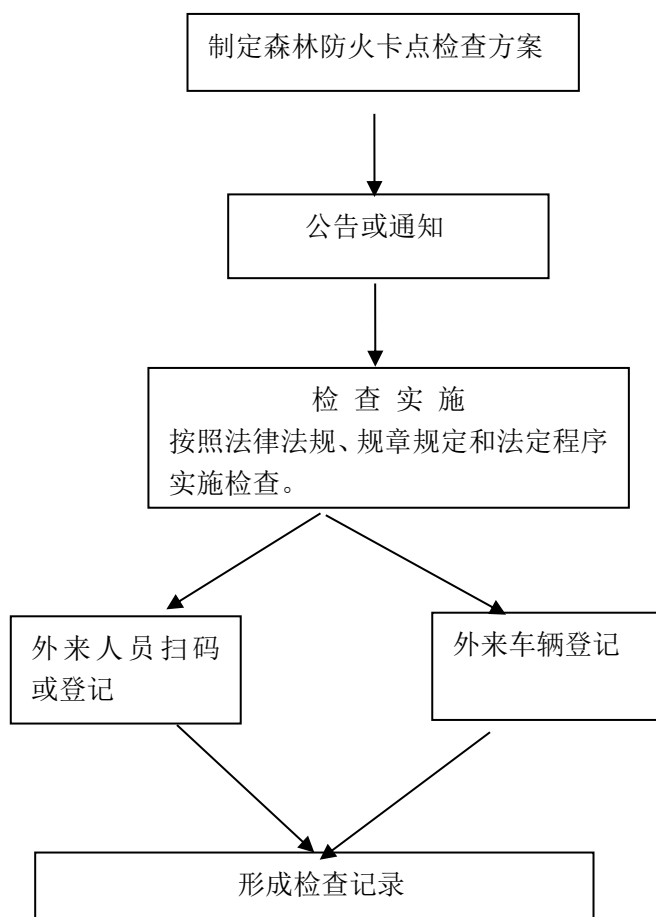 制定森林防火卡点检查方案
公告或通知
检 查 实 施
按照法律法规、规章规定和法定程序
实施检查。
外来人员扫码
或登记
外来车辆登记
形成检查记录